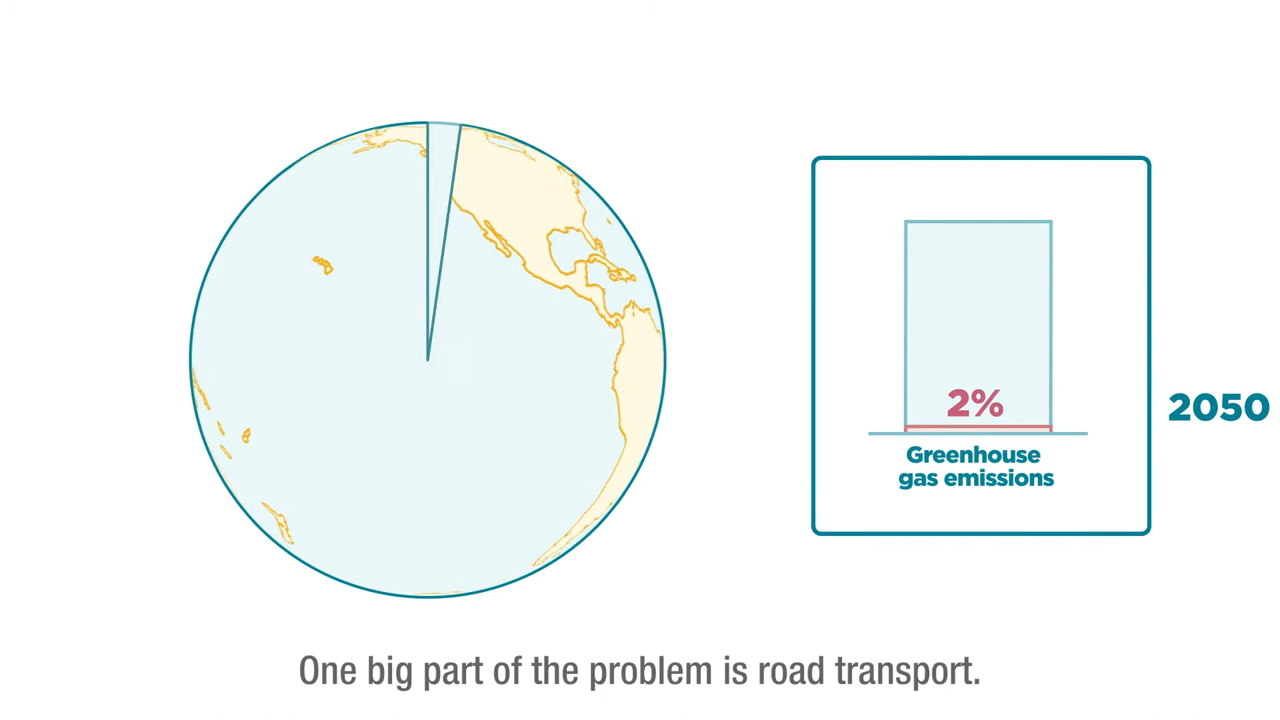 2%
Greenhouse
gas emissions
2050
One big part of the problem is road transport.